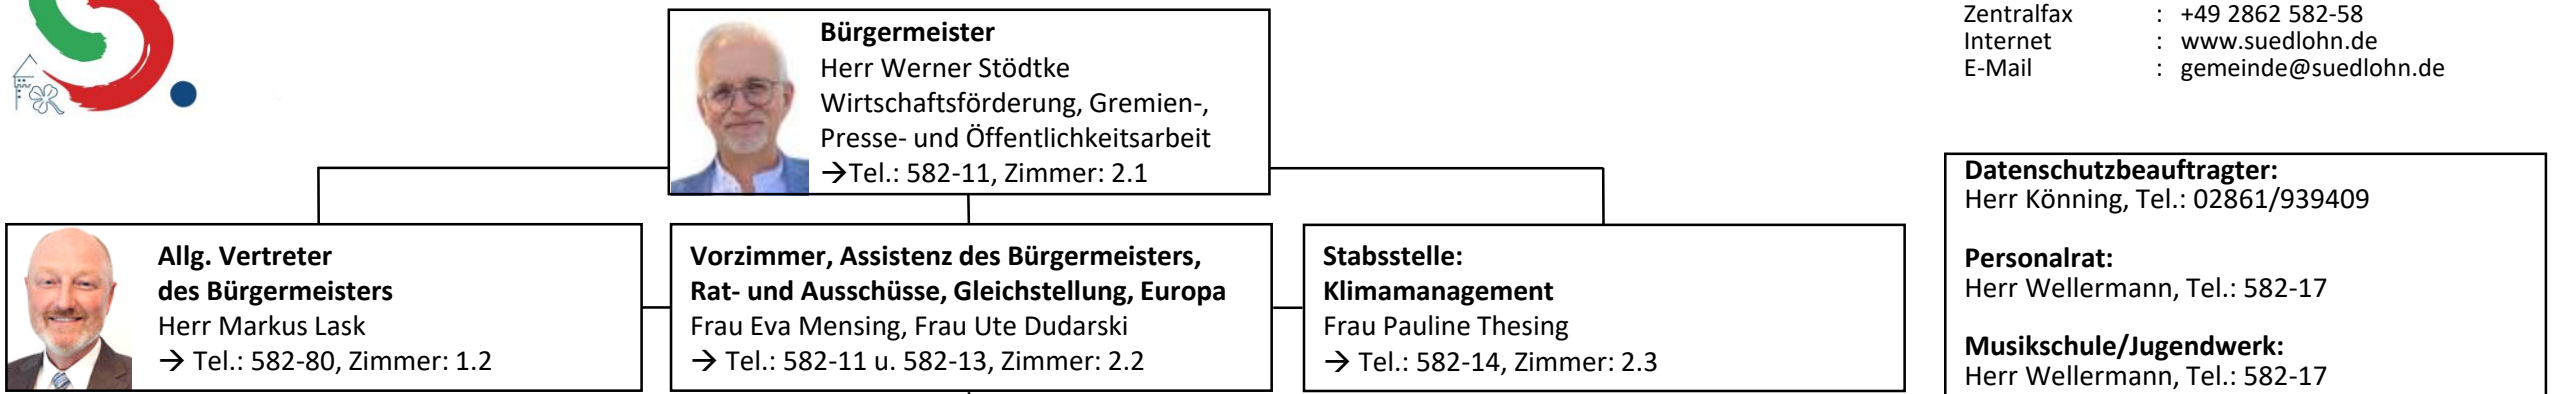 Zentralfax : +49 2862 582-58
Internet : www.suedlohn.de
E-Mail : gemeinde@suedlohn.de
Bürgermeister
Herr Werner Stödtke
Wirtschaftsförderung, Gremien-,
Presse- und Öffentlichkeitsarbeit
→Tel.: 582-11, Zimmer: 2.1
Allg. Vertreter
des Bürgermeisters
Herr Markus Lask
→ Tel.: 582-80, Zimmer: 1.2
Vorzimmer, Assistenz des Bürgermeisters,
Rat- und Ausschüsse, Gleichstellung, Europa
Frau Eva Mensing, Frau Ute Dudarski
→ Tel.: 582-11 u. 582-13, Zimmer: 2.2
Stabsstelle:
Klimamanagement
Frau Pauline Thesing
→ Tel.: 582-14, Zimmer: 2.3
Datenschutzbeauftragter:
Herr Könning, Tel.: 02861/939409
Personalrat:
Herr Wellermann, Tel.: 582-17
Musikschule/Jugendwerk:
Herr Wellermann, Tel.: 582-17